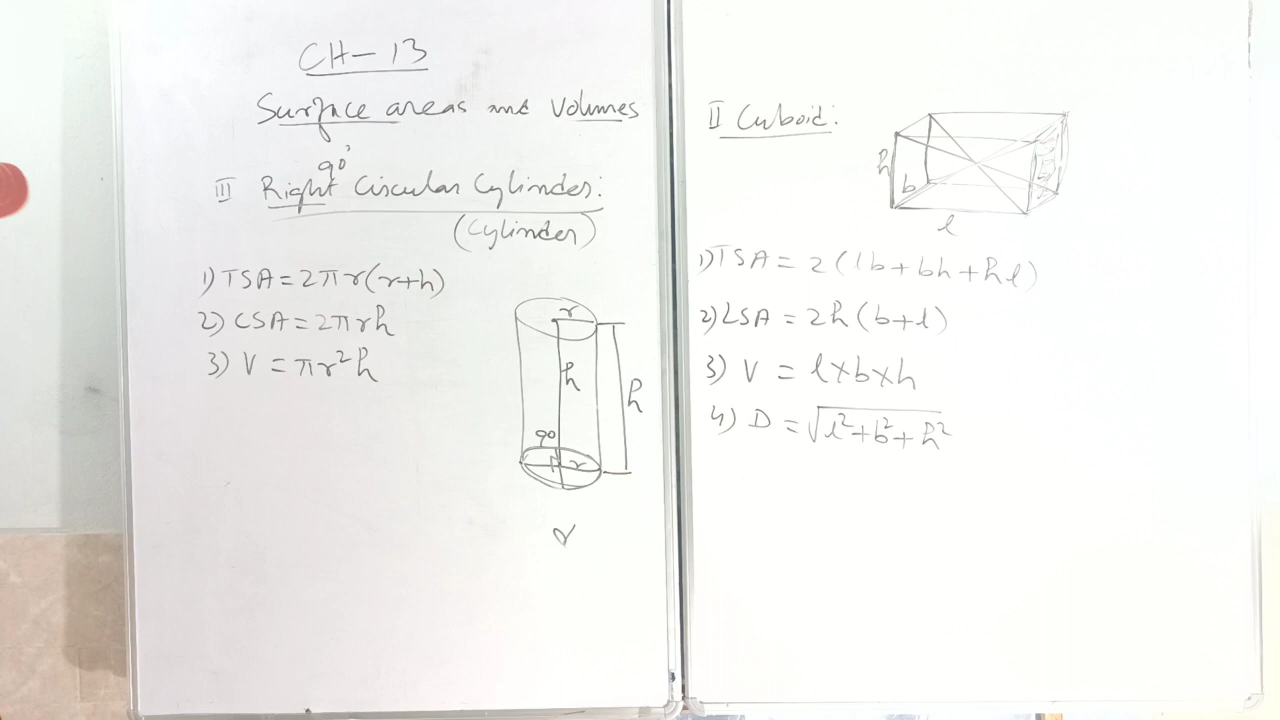 CH-13
Surface areas and Volumes
90°
III Right Circular Cylinder:
(Cylinder)
1) TSA = 2πr(r+h)
2) CSA = 2πrh
3) V = πr²h
r
h
h
90
r
II Cuboid:
h
b
l
1) TSA = 2(lb+bh+hl)
2) LSA = 2h(b+l)
3) V = l×b×h
4) D = √l²+b²+h²